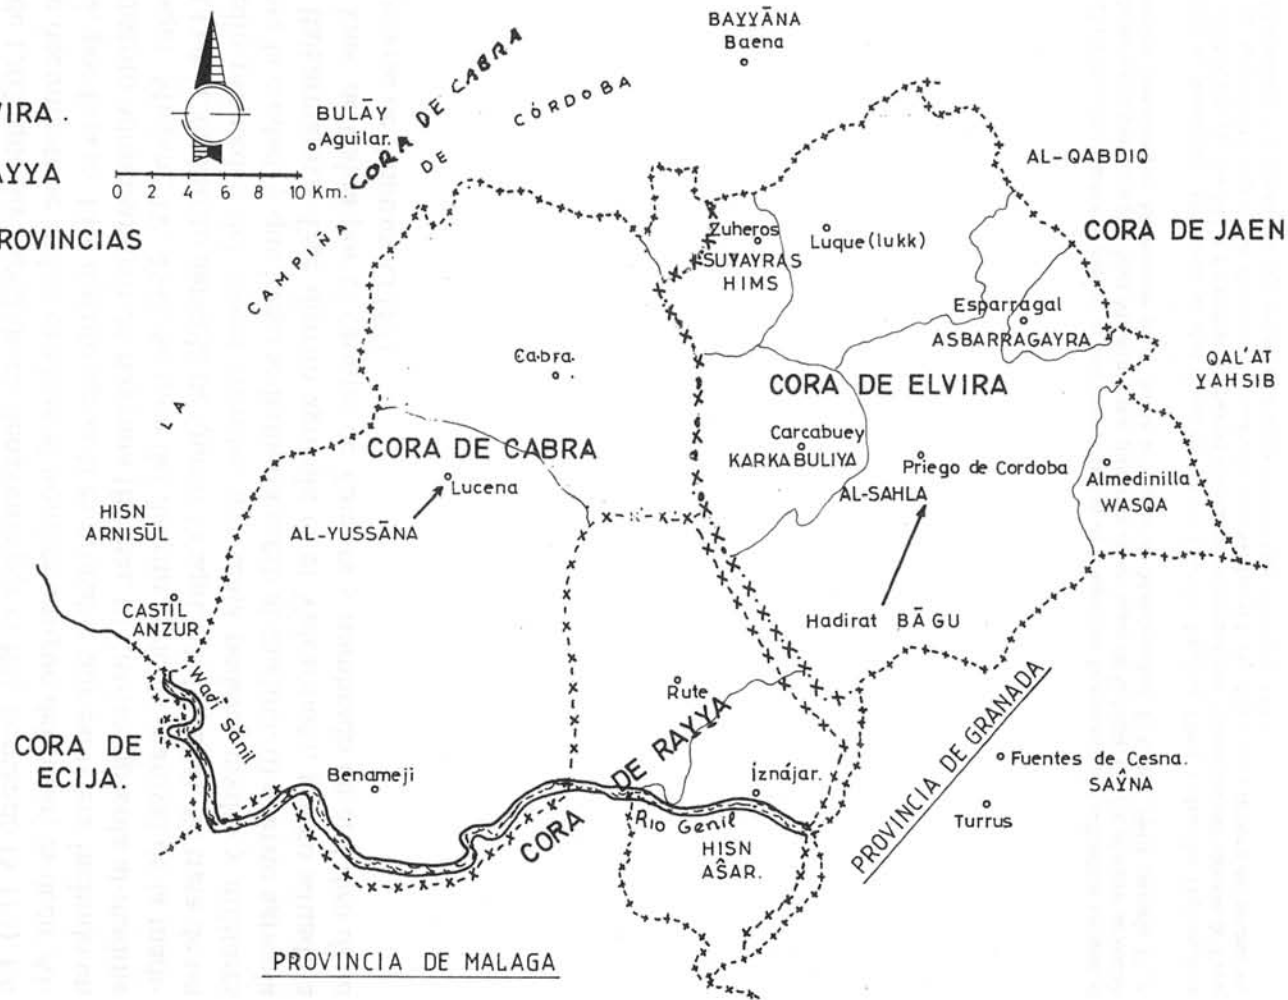 VIRA.
AYYA
ROVINCIAS
0 2 4 6 8 10 Km.
BULĀY
Aguilar.
CORA DE CABRA
LA CAMPIÑA DE CÓRDOBA
BAYYĀNA
Baena
AL-QABDIQ
CORA DE JAEN
Zuheros
SUYAYRAS
HIMS
Luque (lukk)
Esparragal
ASBARRAGAYRA
QAL'AT
YAHSIB
Cabra.
CORA DE ELVIRA
CORA DE CABRA
Carcabuey
KARKABULIYA
Priego de Cordoba
AL-SAHLA
Almedinilla
WASQA
Lucena
AL-YUSSĀNA
HISN
ARNISŪL
CASTIL
ANZUR
Hadirat BĀGU
Wadi Šānil
Rute
CORA DE RAYYA
PROVINCIA DE GRANADA
CORA DE
ECIJA.
Benameji
Íznájar.
Fuentes de Cesna.
SAŶNA
Turrus
RIO Genil
HISN
AŜAR.
PROVINCIA DE MALAGA